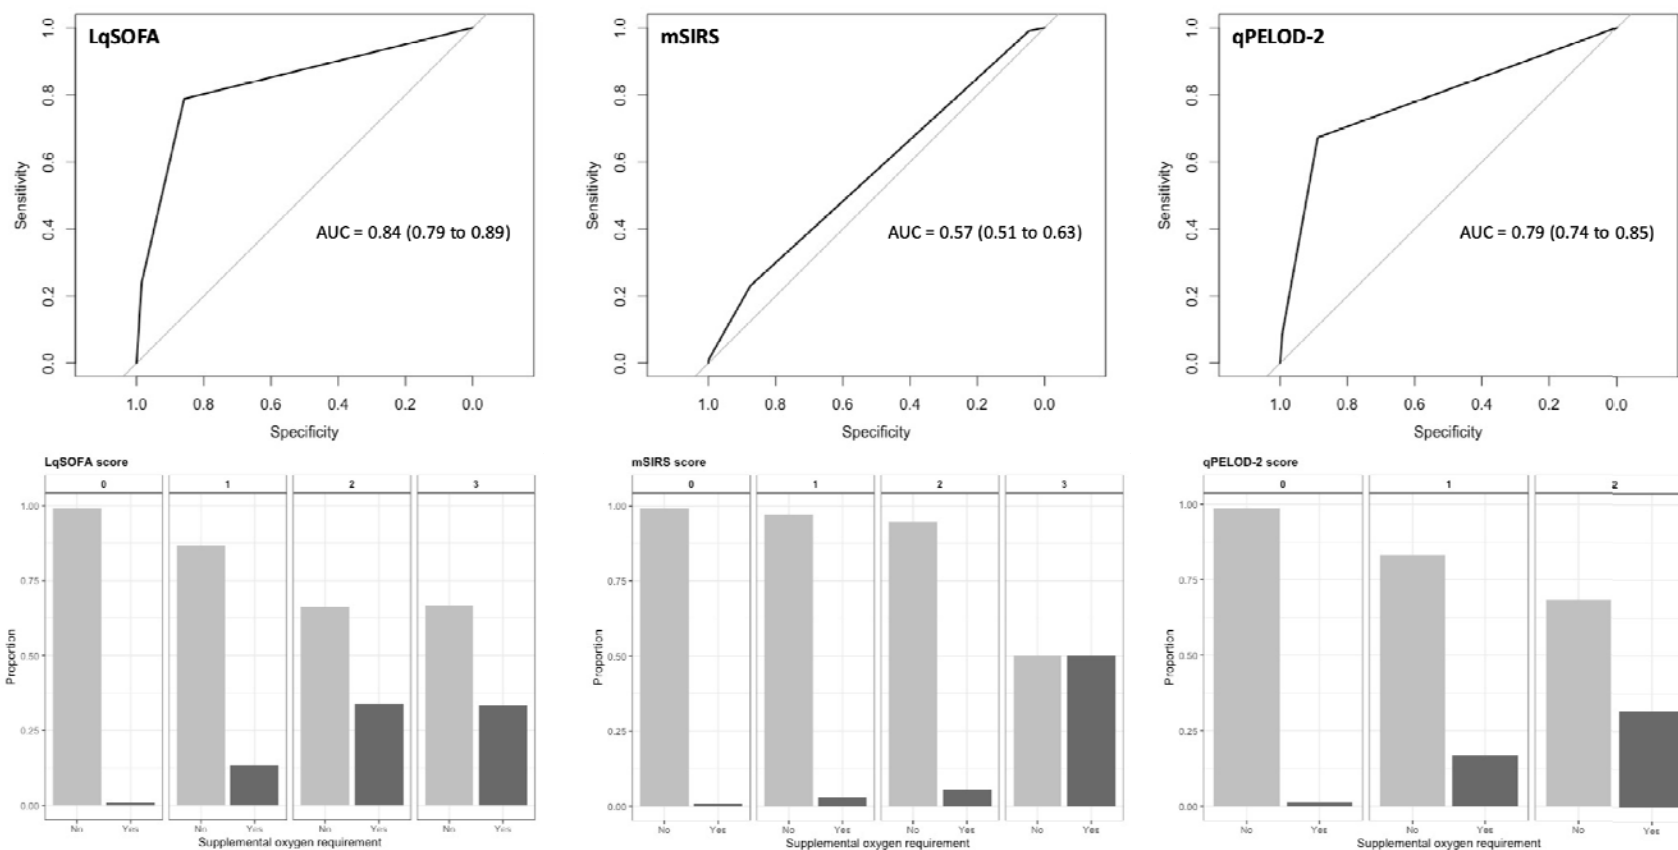 LqSOFA
1.0
0.8
0.6
0.4
0.2
0.0
Sensitivity
AUC = 0.84 (0.79 to 0.89)
1.0 0.8 0.6 0.4 0.2 0.0
Specificity
mSIRS
1.0
0.8
0.6
0.4
0.2
0.0
Sensitivity
AUC = 0.57 (0.51 to 0.63)
1.0 0.8 0.6 0.4 0.2 0.0
Specificity
qPELOD-2
1.0
0.8
0.6
0.4
0.2
0.0
Sensitivity
AUC = 0.79 (0.74 to 0.85)
1.0 0.8 0.6 0.4 0.2 0.0
Specificity
LqSOFA score
0 1 2 3
1.00
0.75
0.50
0.25
0.00
Proportion
No Yes No Yes No Yes No Yes
Supplemental oxygen requirement
mSIRS score
0 1 2 3
1.00
0.75
0.50
0.25
0.00
Proportion
No Yes No Yes No Yes No Yes
Supplemental oxygen requirement
qPELOD-2 score
0 1 2
1.00
0.75
0.50
0.25
0.00
Proportion
No Yes No Yes No Yes
Supplemental oxygen requirement